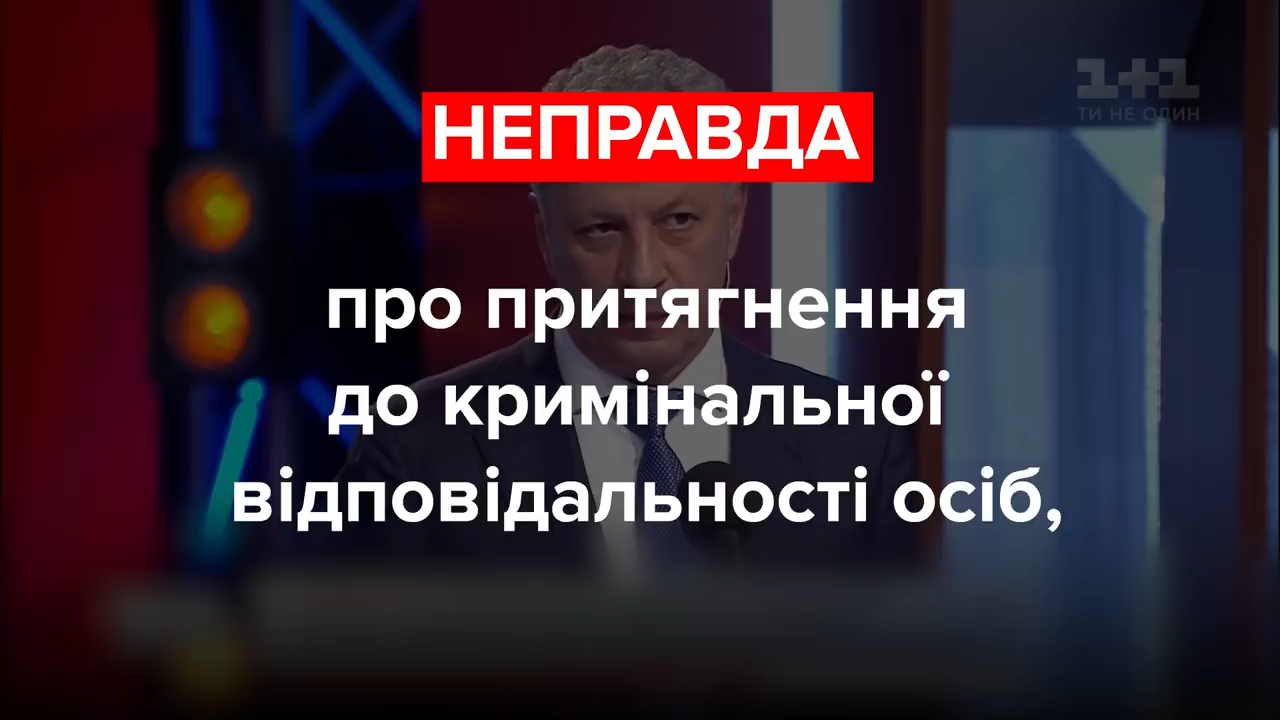 1+1
ТИ НЕ ОДИН
НЕПРАВДА
про притягнення
до кримінальної
відповідальності осіб,